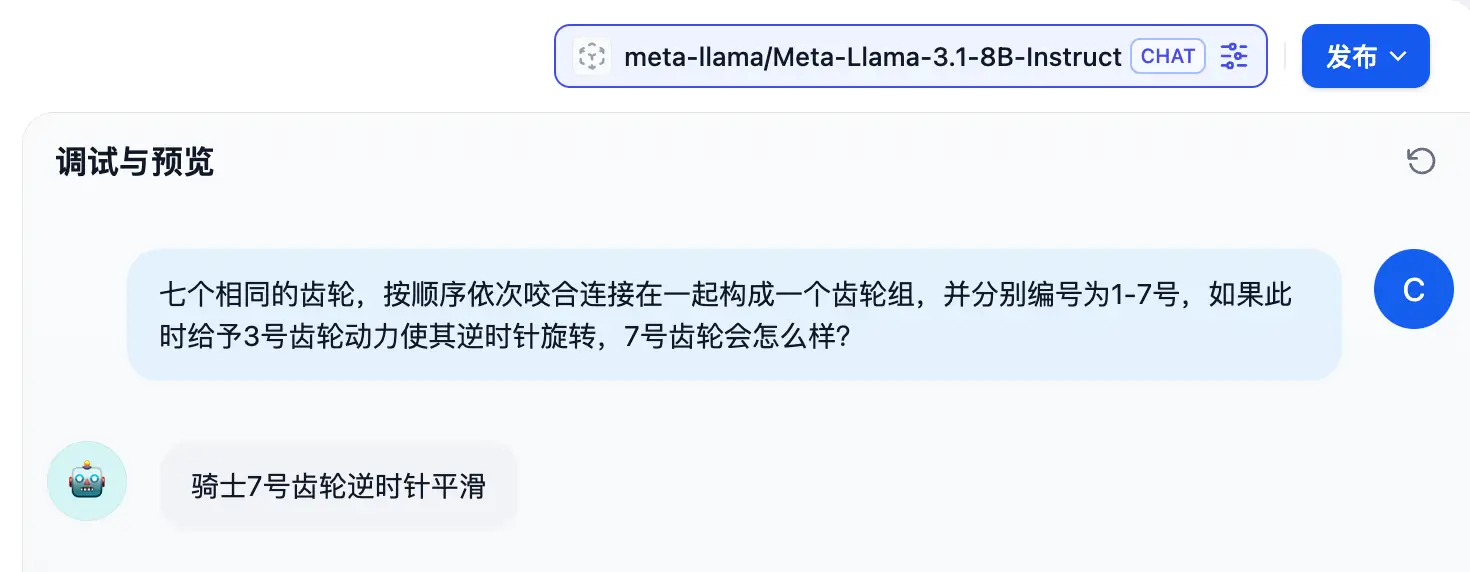 meta-llama/Meta-Llama-3.1-8B-Instruct CHAT 发布
调试与预览
七个相同的齿轮，按顺序依次咬合连接在一起构成一个齿轮组，并分别编号为1-7号，如果此
时给予3号齿轮动力使其逆时针旋转，7号齿轮会怎么样？
C
骑士7号齿轮逆时针平滑